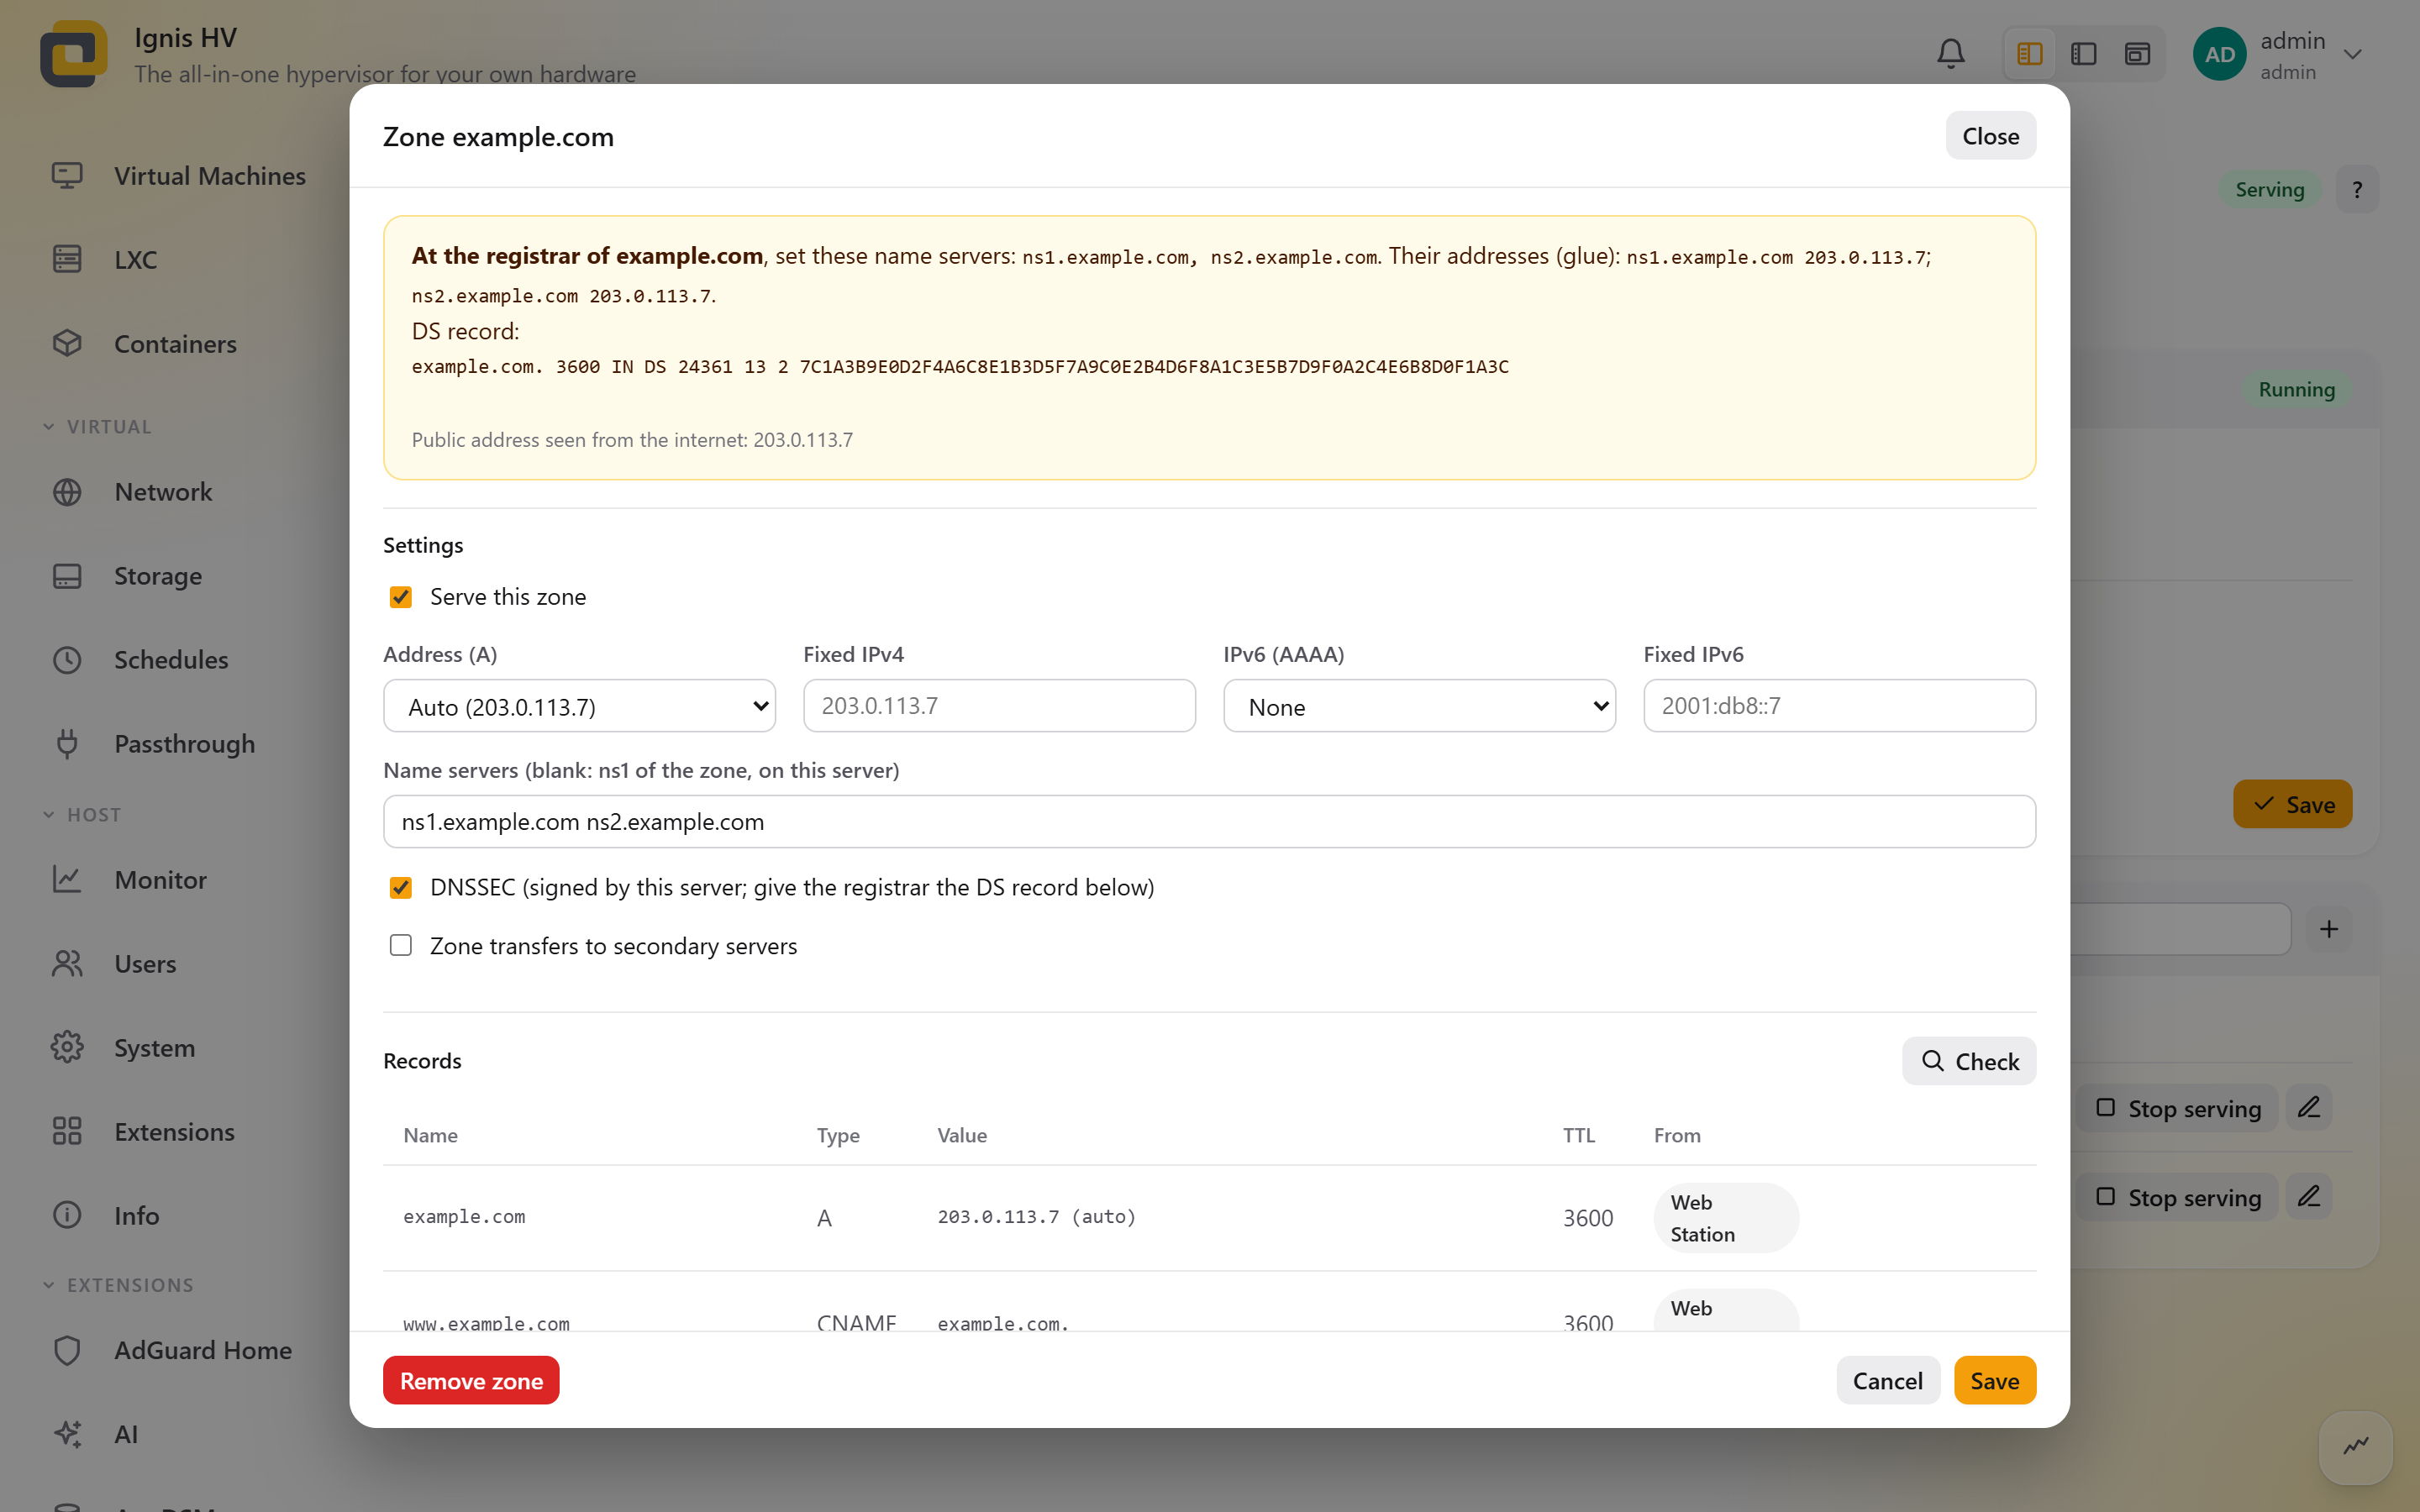 Ignis HV
The all-in-one hypervisor for your own hardware
AD
admin
admin
Virtual Machines
LXC
Containers
VIRTUAL
Network
Storage
Schedules
Passthrough
HOST
Monitor
Users
System
Extensions
Info
EXTENSIONS
AdGuard Home
AI
Serving
?
Running
Save
Stop serving
Stop serving
Zone example.com
Close
At the registrar of example.com, set these name servers: ns1.example.com, ns2.example.com. Their addresses (glue): ns1.example.com 203.0.113.7;
ns2.example.com 203.0.113.7.
DS record:
example.com. 3600 IN DS 24361 13 2 7C1A3B9E0D2F4A6C8E1B3D5F7A9C0E2B4D6F8A1C3E5B7D9F0A2C4E6B8D0F1A3C
Public address seen from the internet: 203.0.113.7
Settings
Serve this zone
Address (A)
Fixed IPv4
IPv6 (AAAA)
Fixed IPv6
Auto (203.0.113.7)
203.0.113.7
None
2001:db8::7
Name servers (blank: ns1 of the zone, on this server)
ns1.example.com ns2.example.com
DNSSEC (signed by this server; give the registrar the DS record below)
Zone transfers to secondary servers
Records
Check
Name Type Value TTL From
example.com A 203.0.113.7 (auto) 3600 Web Station
www.example.com CNAME example.com. 3600 Web
Remove zone
Cancel
Save